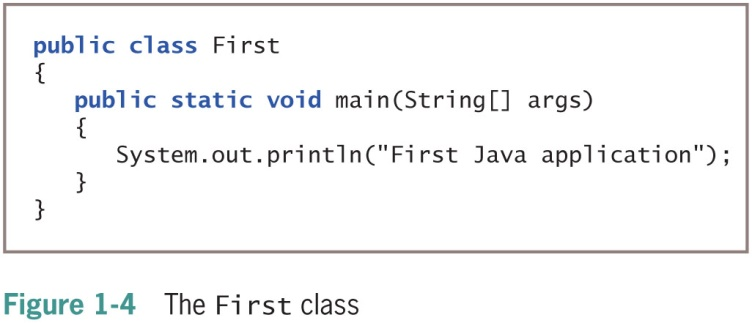 public class First
{
   public static void main(String[] args)
   {
      System.out.println("First Java application");
   }
}
Figure 1-4 The First class